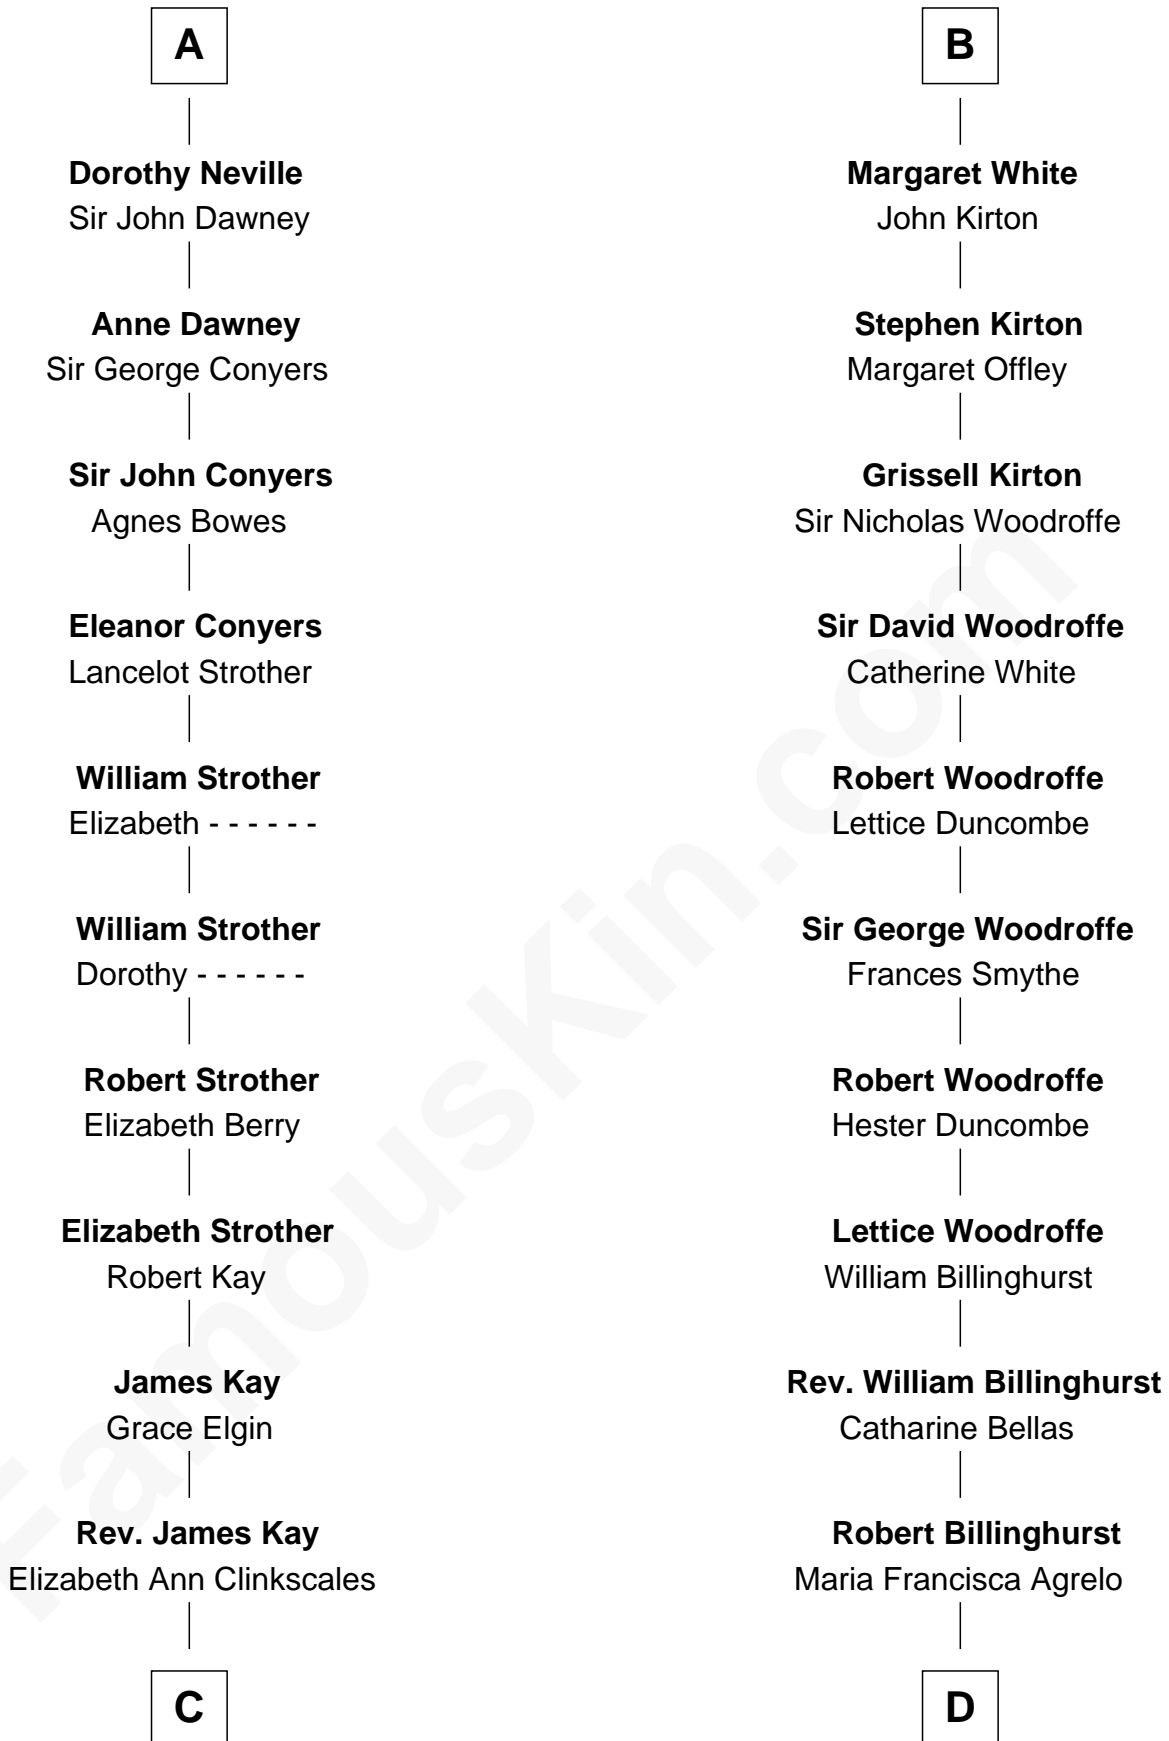 A
Dorothy Neville
Sir John Dawney
Anne Dawney
Sir George Conyers
Sir John Conyers
Agnes Bowes
Eleanor Conyers
Lancelot Strother
William Strother
Elizabeth - - - - - -
William Strother
Dorothy - - - - - -
Robert Strother
Elizabeth Berry
Elizabeth Strother
Robert Kay
James Kay
Grace Elgin
Rev. James Kay
Elizabeth Ann Clinkscales
C
B
Margaret White
John Kirton
Stephen Kirton
Margaret Offley
Grissell Kirton
Sir Nicholas Woodroffe
Sir David Woodroffe
Catherine White
Robert Woodroffe
Lettice Duncombe
Sir George Woodroffe
Frances Smythe
Robert Woodroffe
Hester Duncombe
Lettice Woodroffe
William Billinghurst
Rev. William Billinghurst
Catharine Bellas
Robert Billinghurst
Maria Francisca Agrelo
D
FamousKin.com